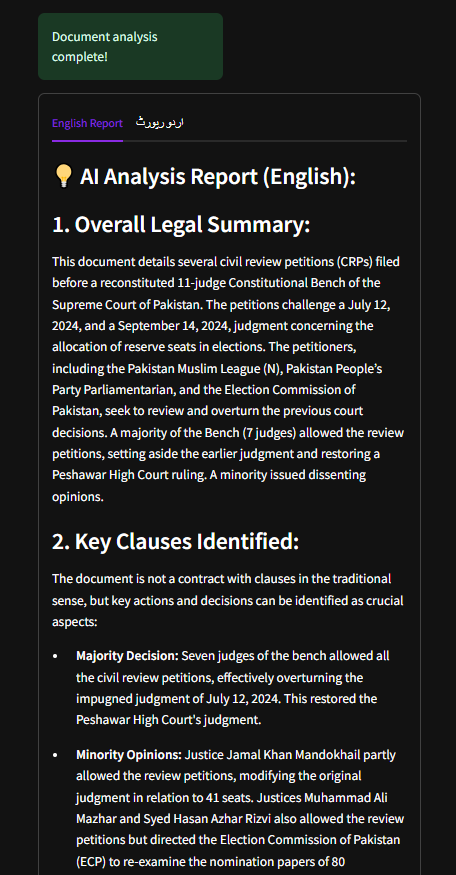 Document analysis
complete!
English Report اردو رپورٹ
AI Analysis Report (English):
1. Overall Legal Summary:
This document details several civil review petitions (CRPs) filed
before a reconstituted 11-judge Constitutional Bench of the
Supreme Court of Pakistan. The petitions challenge a July 12,
2024, and a September 14, 2024, judgment concerning the
allocation of reserve seats in elections. The petitioners,
including the Pakistan Muslim League (N), Pakistan People's
Party Parliamentarian, and the Election Commission of
Pakistan, seek to review and overturn the previous court
decisions. A majority of the Bench (7 judges) allowed the review
petitions, setting aside the earlier judgment and restoring a
Peshawar High Court ruling. A minority issued dissenting
opinions.
2. Key Clauses Identified:
The document is not a contract with clauses in the traditional
sense, but key actions and decisions can be identified as crucial
aspects:
• Majority Decision: Seven judges of the bench allowed all
the civil review petitions, effectively overturning the
impugned judgment of July 12, 2024. This restored the
Peshawar High Court's judgment.
• Minority Opinions: Justice Jamal Khan Mandokhail partly
allowed the review petitions, modifying the original
judgment in relation to 41 seats. Justices Muhammad Ali
Mazhar and Syed Hasan Azhar Rizvi also allowed the review
petitions but directed the Election Commission of Pakistan
(ECP) to re-examine the nomination papers of 80